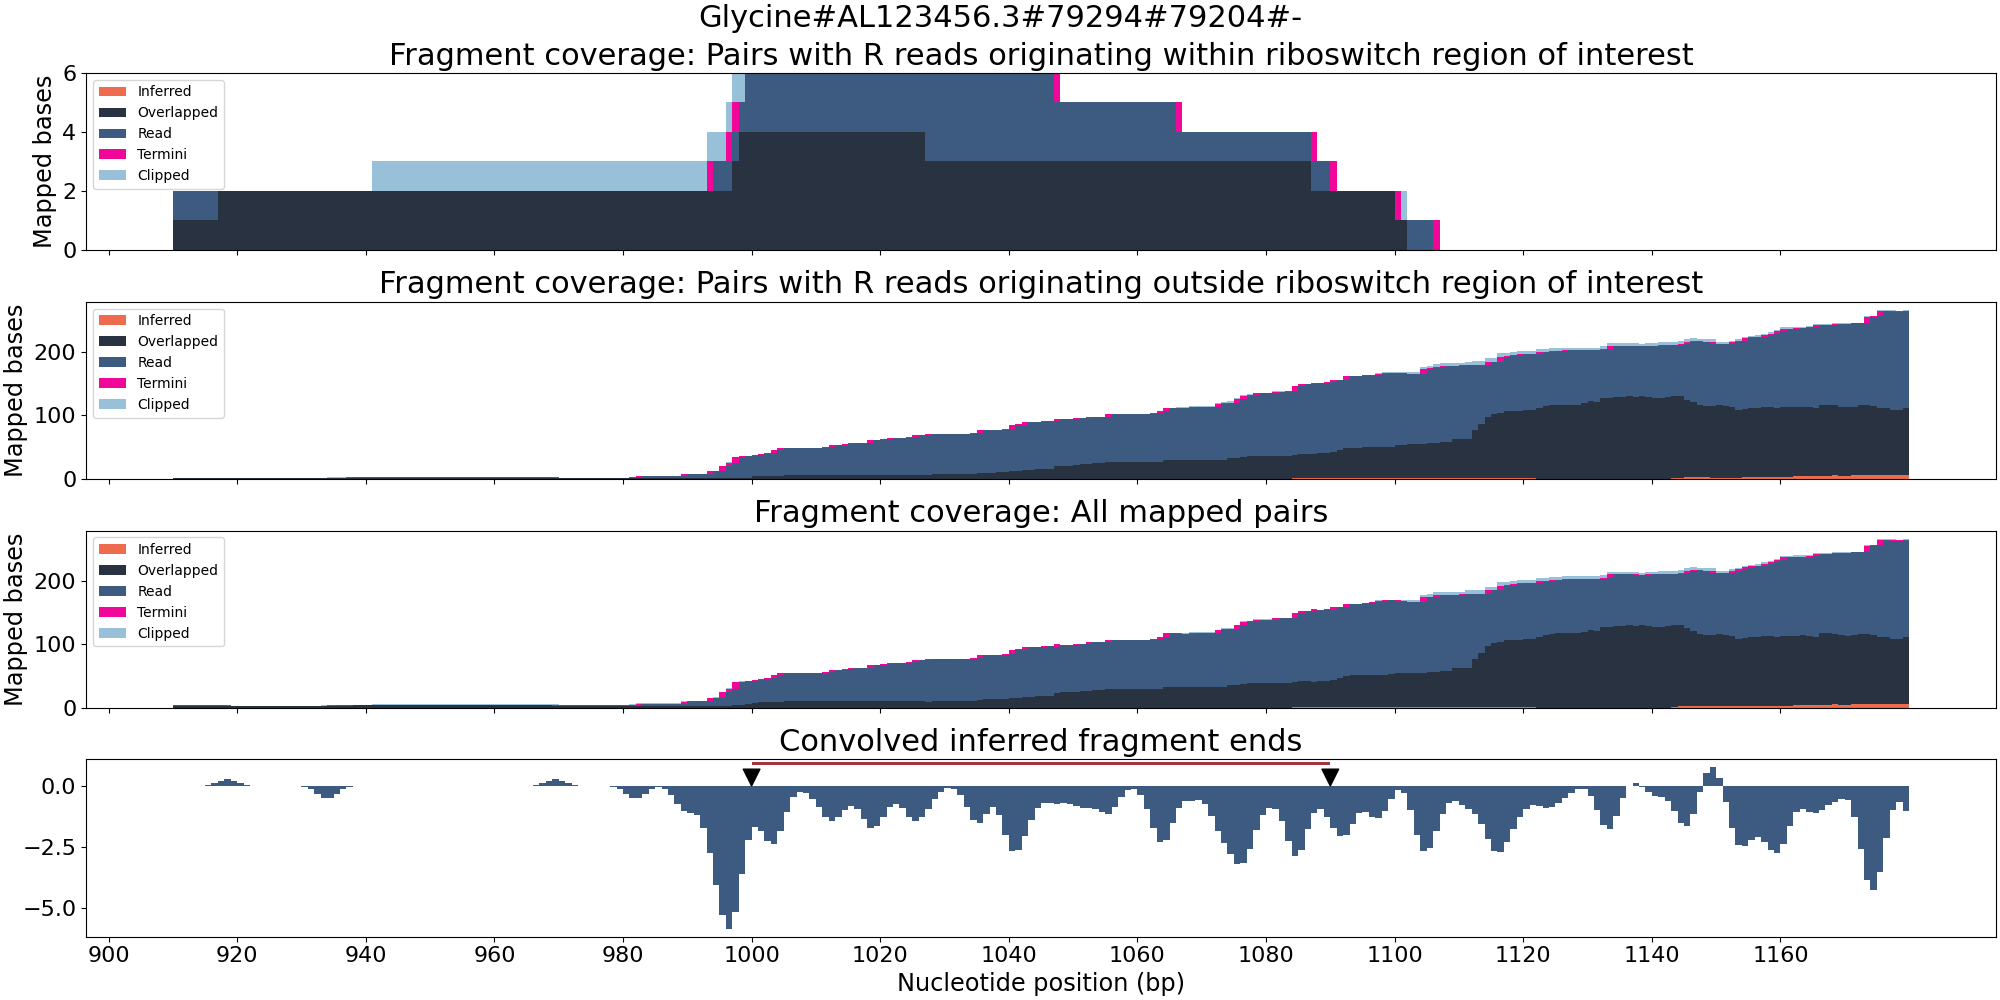 Glycine#AL123456.3#79294#79204#-
Fragment coverage: Pairs with R reads originating within riboswitch region of interest
Mapped bases
6
4
2
0
Inferred
Overlapped
Read
Termini
Clipped
Fragment coverage: Pairs with R reads originating outside riboswitch region of interest
Mapped bases
200
100
0
Inferred
Overlapped
Read
Termini
Clipped
Fragment coverage: All mapped pairs
Mapped bases
200
100
0
Inferred
Overlapped
Read
Termini
Clipped
Convolved inferred fragment ends
0.0
−2.5
−5.0
900 920 940 960 980 1000 1020 1040 1060 1080 1100 1120 1140 1160
Nucleotide position (bp)